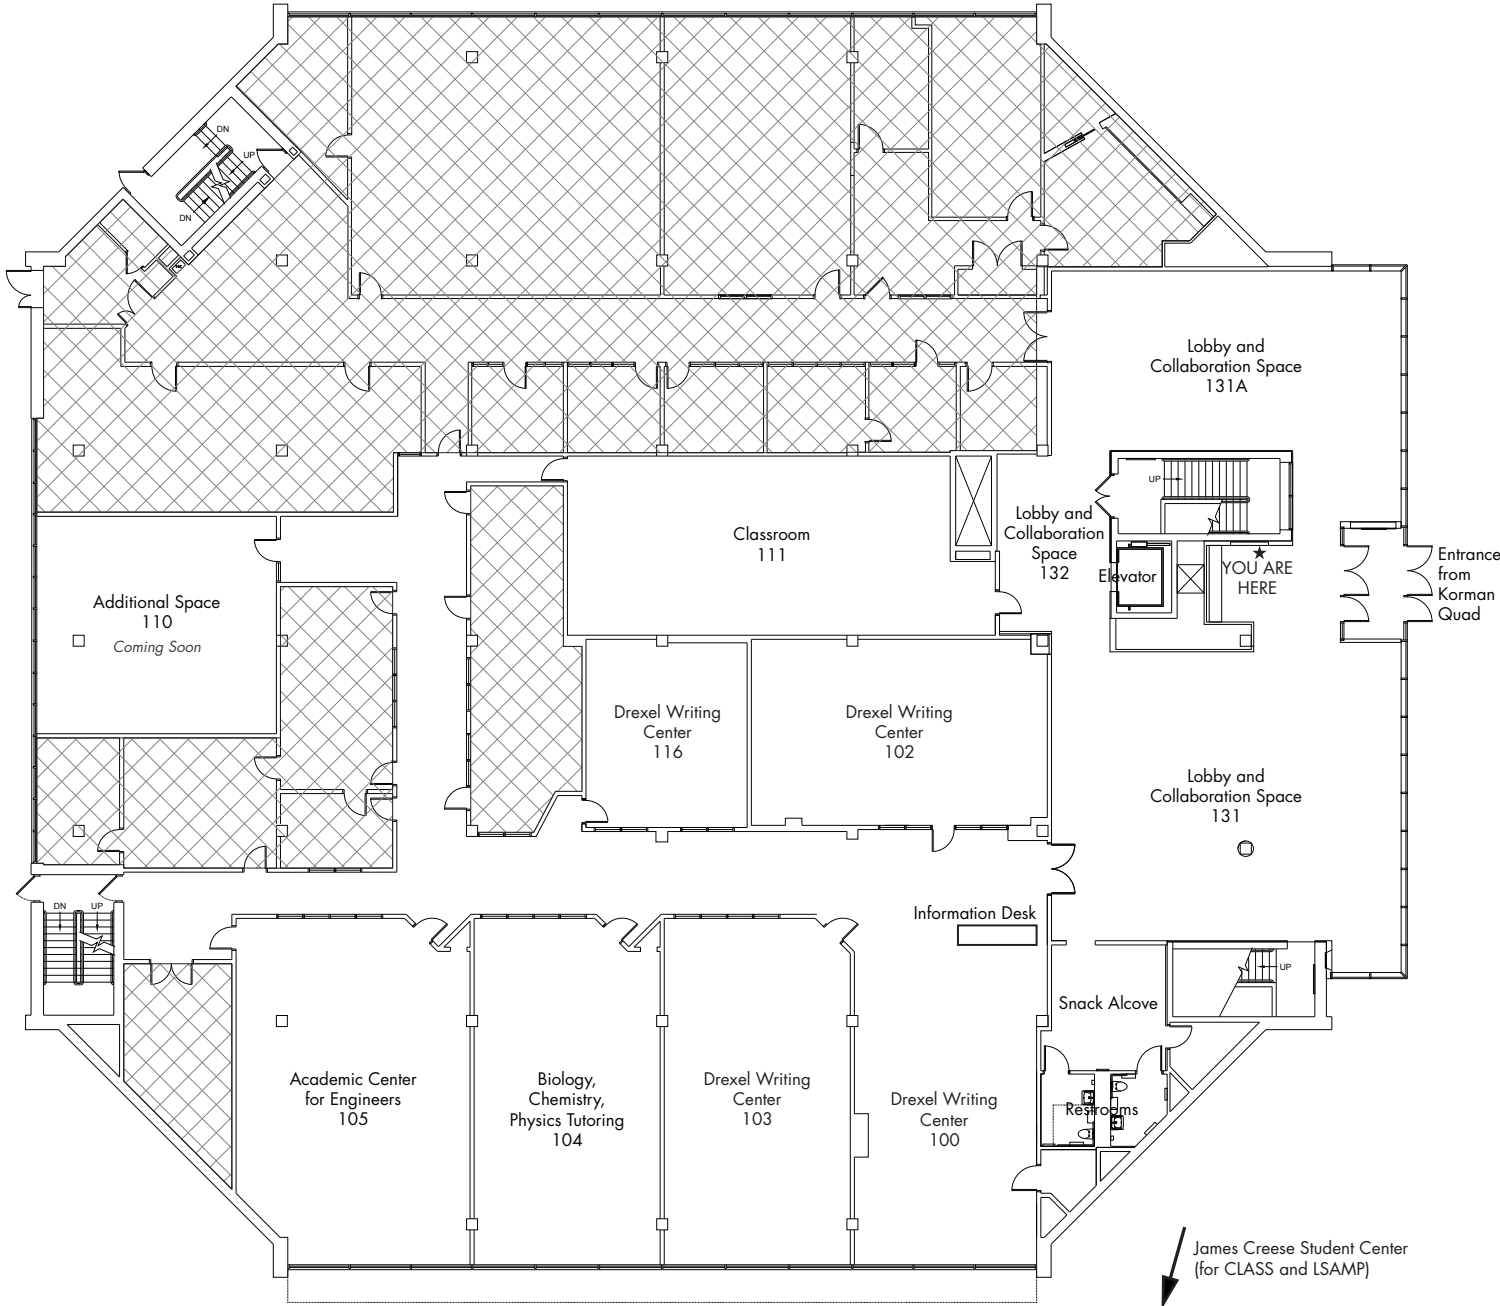 DN
UP
DN
Lobby and
Collaboration Space
131A
UP
Classroom
111
Lobby and
Collaboration
Space
132
Elevator
★
YOU ARE
HERE
Entrance
from
Korman
Quad
Additional Space
110
Coming Soon
Drexel Writing
Center
116
Drexel Writing
Center
102
Lobby and
Collaboration Space
131
DN
UP
Information Desk
UP
Snack Alcove
Academic Center
for Engineers
105
Biology,
Chemistry,
Physics Tutoring
104
Drexel Writing
Center
103
Drexel Writing
Center
100
Restrooms
James Creese Student Center
(for CLASS and LSAMP)